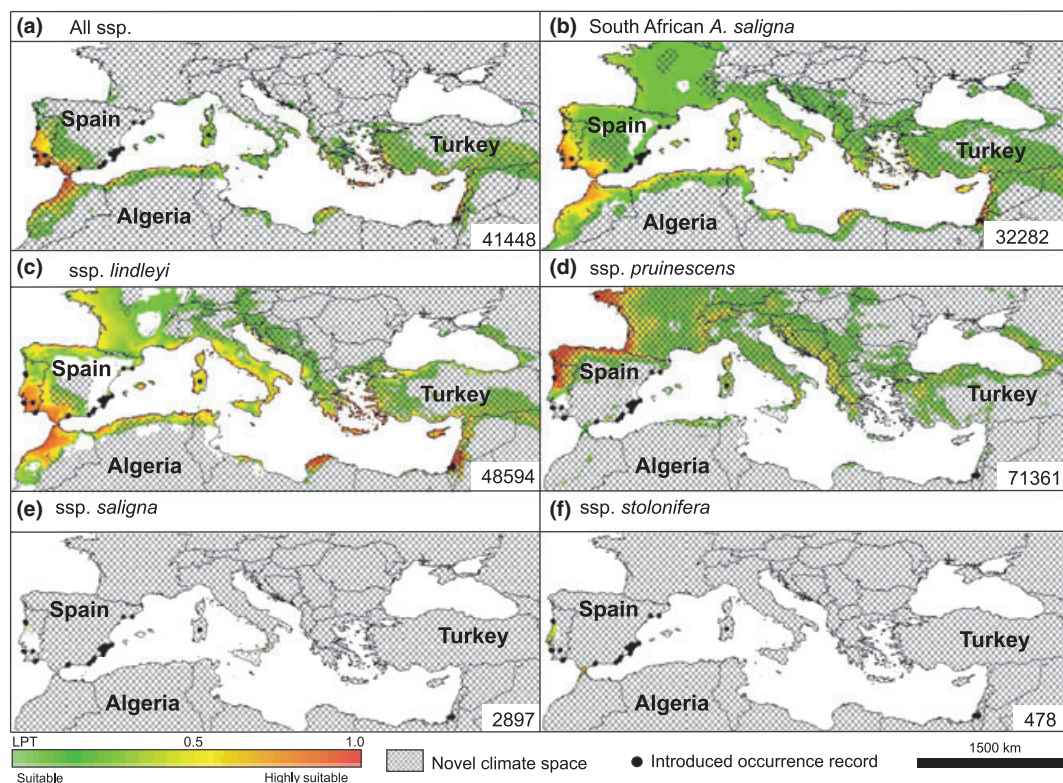 (a) All ssp.
Spain
Turkey
Algeria
41448
(b) South African A. saligna
Spain
Turkey
Algeria
32282
(c) ssp. lindleyi
Spain
Turkey
Algeria
48594
(d) ssp. pruinescens
Spain
Turkey
Algeria
71361
(e) ssp. saligna
Spain
Turkey
Algeria
2897
(f) ssp. stolonifera
Spain
Turkey
Algeria
478
LPT 0.5 1.0
Suitable Highly suitable
Novel climate space
Introduced occurrence record
1500 km